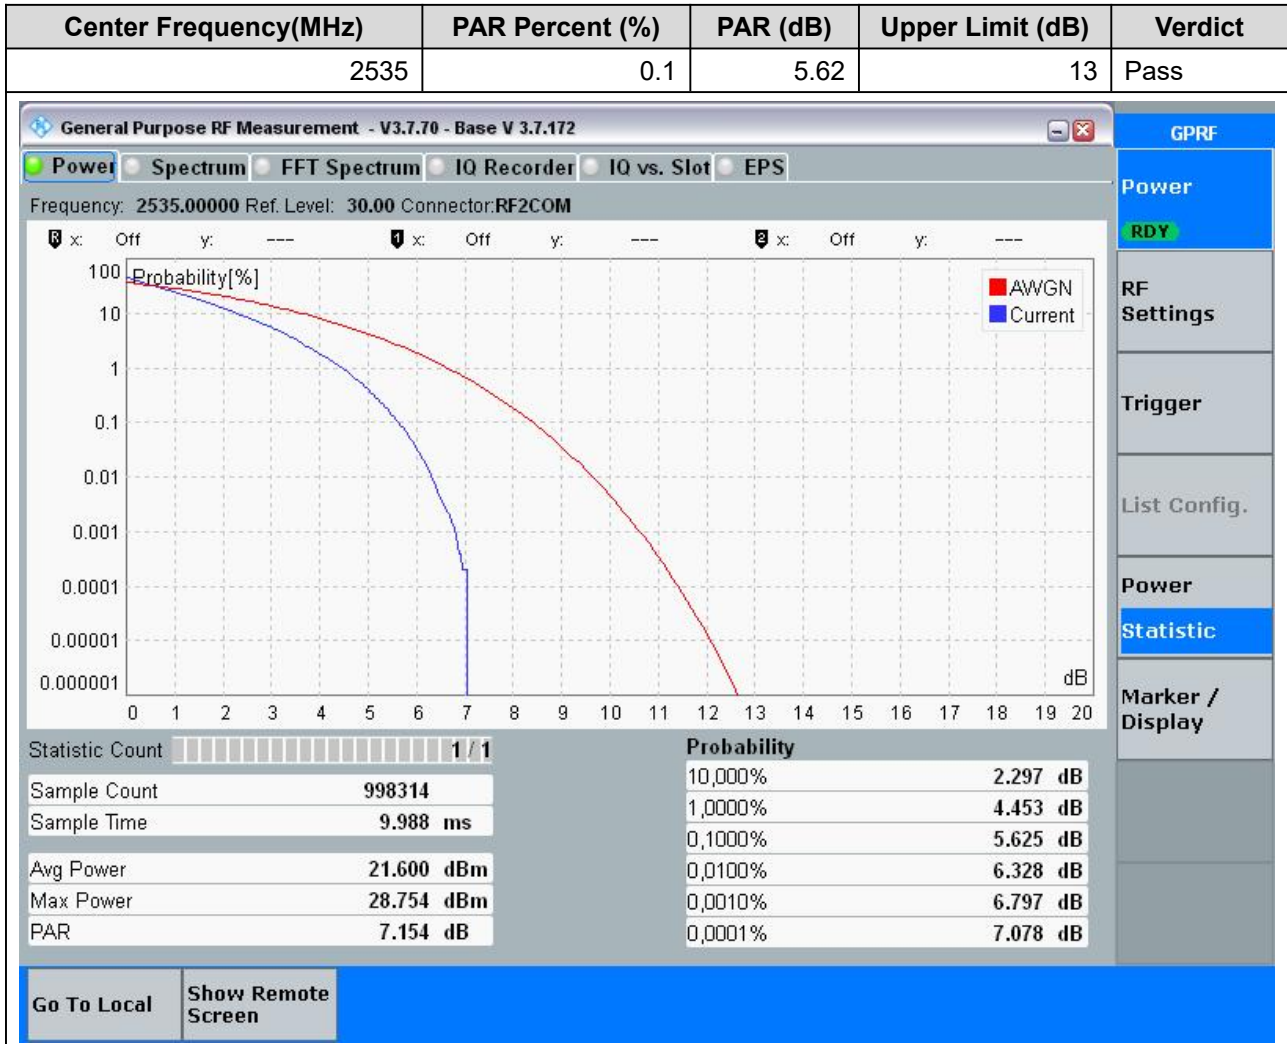 Center Frequency(MHz) PAR Percent (%) PAR (dB) Upper Limit (dB) Verdict
2535 0.1 5.62 13 Pass
General Purpose RF Measurement - V3.7.70 - Base V 3.7.172
GPRF
Power Spectrum FFT Spectrum IQ Recorder IQ vs. Slot EPS
Power
RDY
Frequency: 2535.00000 Ref. Level: 30.00 Connector:RF2COM
R x: Off y: --- 1 x: Off y: --- 2 x: Off y: ---
Probability[%]
AWGN
Current
100
10
1
0.1
0.01
0.001
0.0001
0.00001
0.000001
dB
0 1 2 3 4 5 6 7 8 9 10 11 12 13 14 15 16 17 18 19 20
RF
Settings
Trigger
List Config.
Power
Statistic
Marker /
Display
Statistic Count 1 / 1
Sample Count 998314
Sample Time 9.988 ms
Avg Power 21.600 dBm
Max Power 28.754 dBm
PAR 7.154 dB
Probability
10,000% 2.297 dB
1,0000% 4.453 dB
0,1000% 5.625 dB
0,0100% 6.328 dB
0,0010% 6.797 dB
0,0001% 7.078 dB
Go To Local
Show Remote
Screen